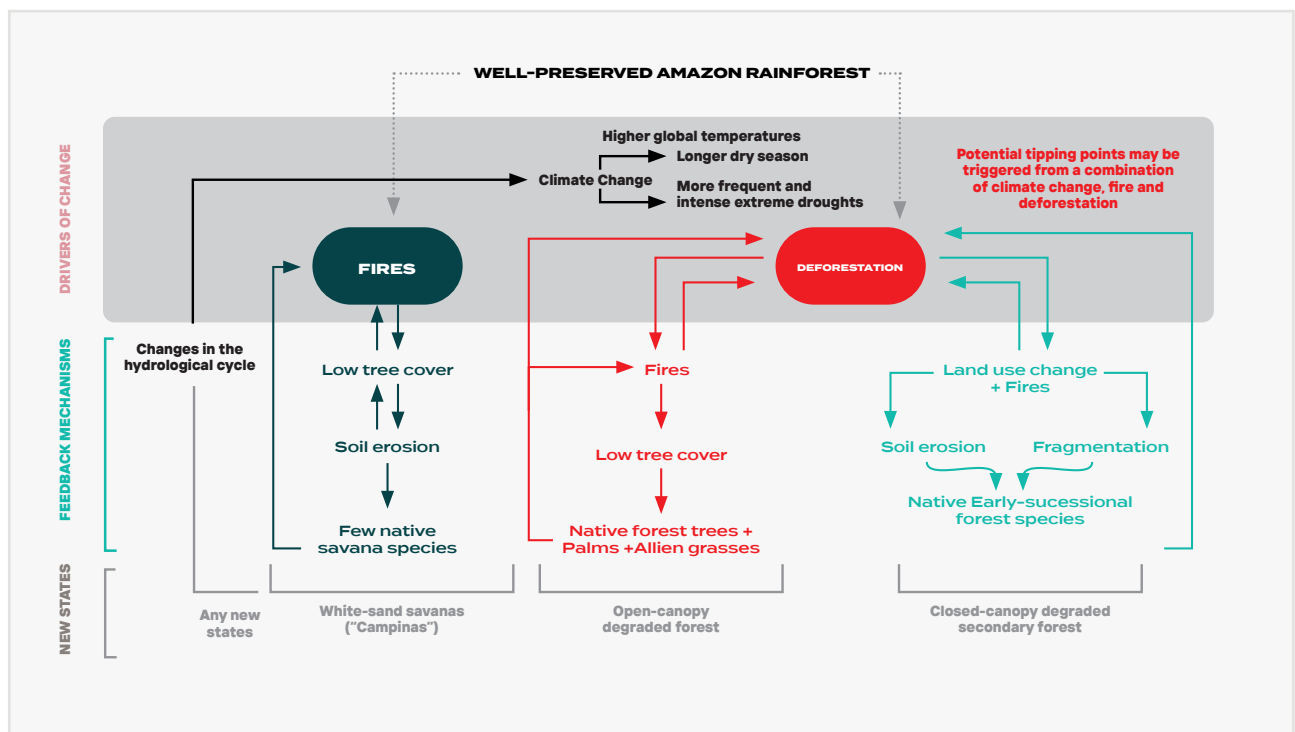 WELL-PRESERVED AMAZON RAINFOREST
DRIVERS OF CHANGE
Higher global temperatures
Longer dry season
Climate Change
More frequent and
intense extreme droughts
Potential tipping points may be
triggered from a combination
of climate change, fire and
deforestation
FIRES
DEFORESTATION
FEEDBACK MECHANISMS
Changes in the
hydrological cycle
Low tree cover
Soil erosion
Few native
savana species
Fires
Low tree cover
Native forest trees +
Palms +Allien grasses
Land use change
+ Fires
Soil erosion
Fragmentation
Native Early-sucessional
forest species
NEW STATES
Any new
states
White-sand savanas
("Campinas")
Open-canopy
degraded forest
Closed-canopy degraded
secondary forest